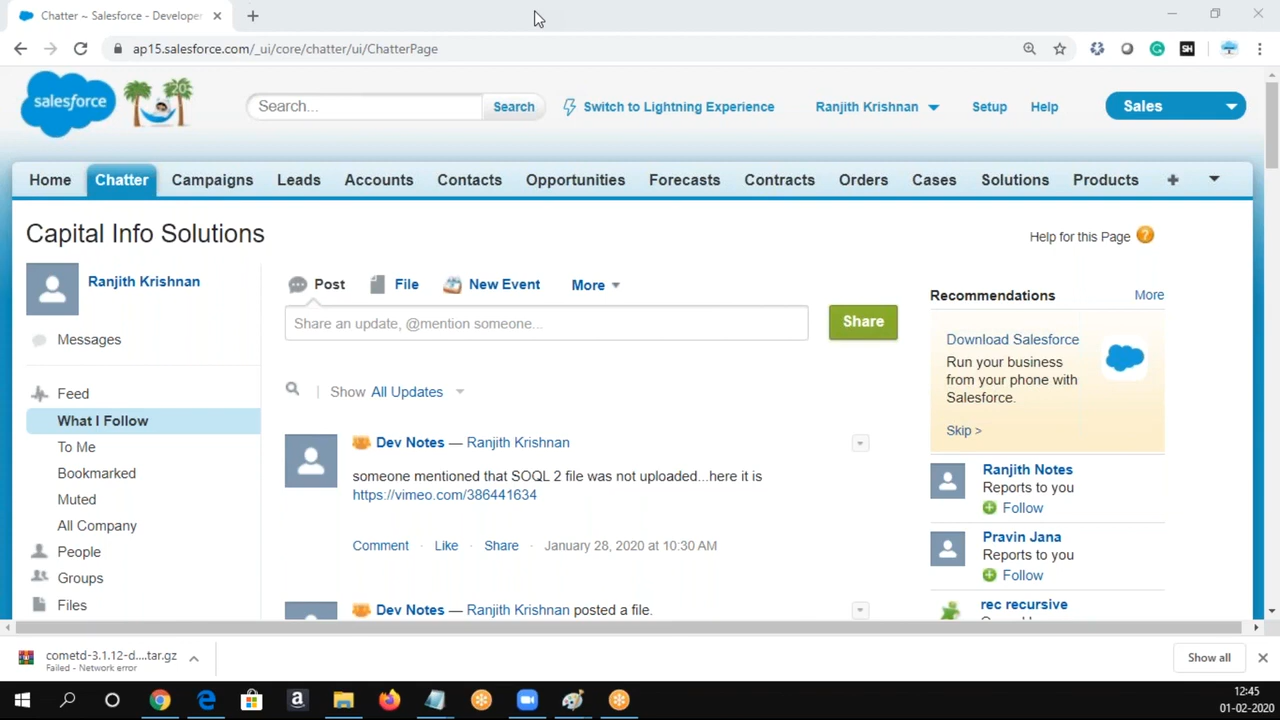 Chatter ~ Salesforce - Developer
ap15.salesforce.com/_ui/core/chatter/ui/ChatterPage
SH
salesforce
20
Search...
Search
Switch to Lightning Experience
Ranjith Krishnan
Setup
Help
Sales
Home
Chatter
Campaigns
Leads
Accounts
Contacts
Opportunities
Forecasts
Contracts
Orders
Cases
Solutions
Products
Capital Info Solutions
Help for this Page
Ranjith Krishnan
Messages
Feed
What I Follow
To Me
Bookmarked
Muted
All Company
People
Groups
Files
Post
File
New Event
More
Share an update, @mention someone...
Share
Show All Updates
Dev Notes — Ranjith Krishnan
someone mentioned that SOQL 2 file was not uploaded...here it is
https://vimeo.com/386441634
Comment · Like · Share · January 28, 2020 at 10:30 AM
Dev Notes — Ranjith Krishnan posted a file.
Recommendations
More
Download Salesforce
Run your business
from your phone with
Salesforce.
Skip >
Ranjith Notes
Reports to you
Follow
Pravin Jana
Reports to you
Follow
rec recursive
cometd-3.1.12-d....tar.gz
Failed - Network error
Show all
12:45
01-02-2020